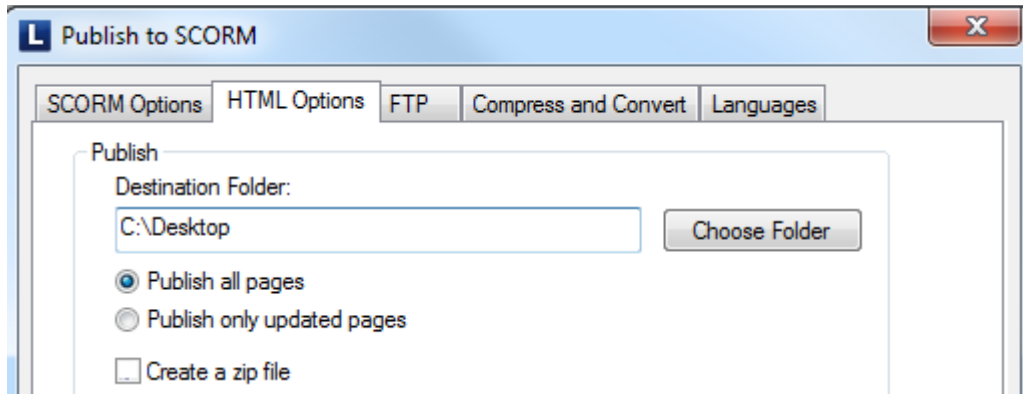 L Publish to SCORM
SCORM Options HTML Options FTP Compress and Convert Languages
Publish
Destination Folder:
C:\Desktop Choose Folder
Publish all pages
Publish only updated pages
Create a zip file